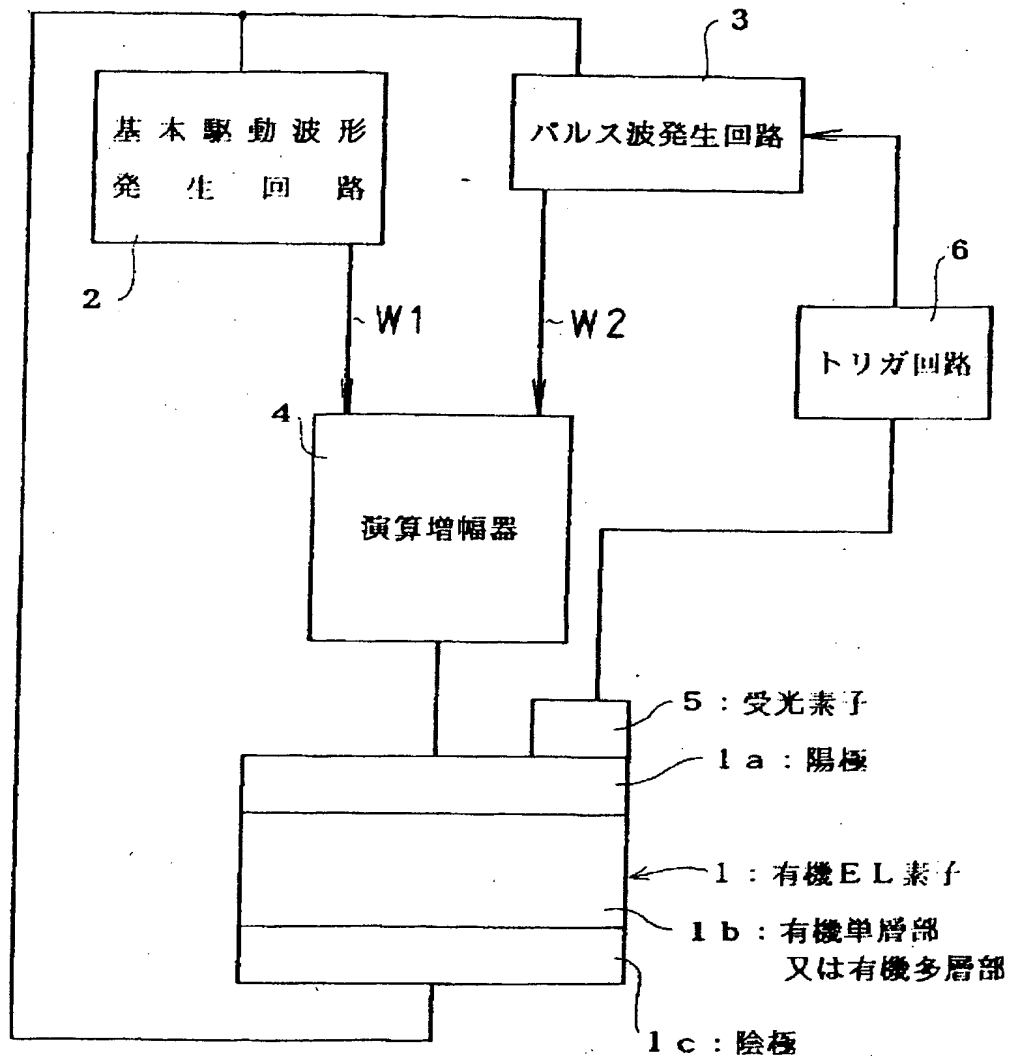 3
基本駆動波形
発生回路
パルス波発生回路
2
6
W1
W2
トリガ回路
4
演算増幅器
5：受光素子
1a：陽極
1：有機EL素子
1b：有機単層部
又は有機多層部
1c：陰極